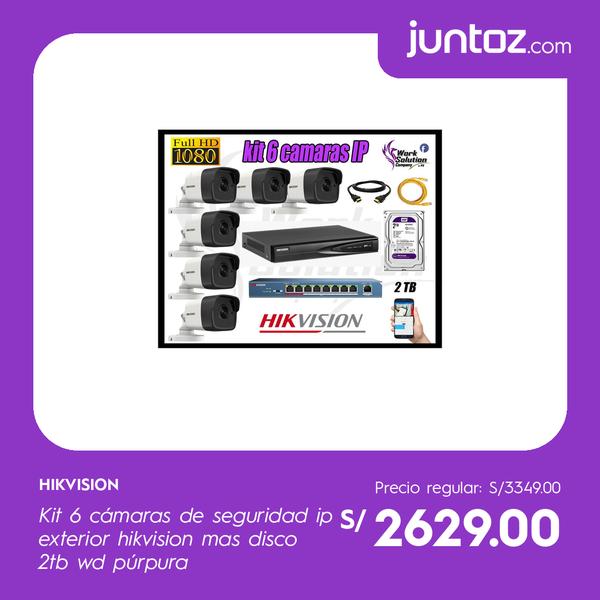 juntoz.com
Full HD
1080
kit 6 camaras IP
Work
Solution
Company
HIKVISION
2 TB
HIKVISION
Kit 6 cámaras de seguridad ip
exterior hikvision mas disco
2tb wd púrpura
Precio regular: S/3349.00
S/ 2629.00